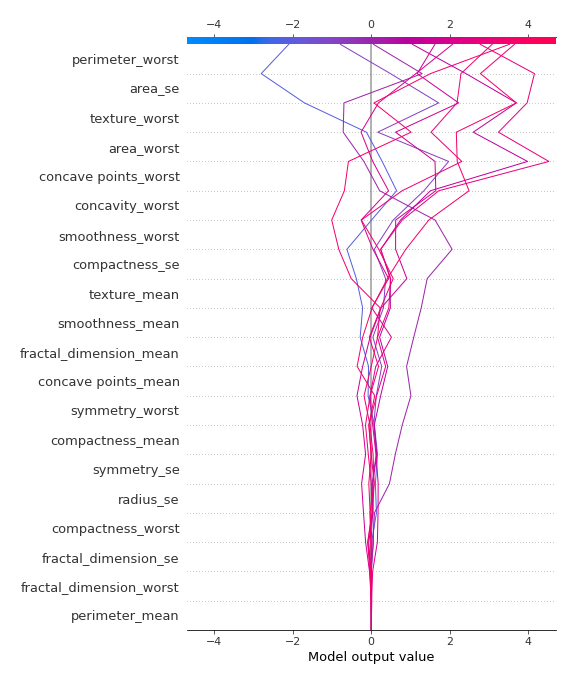 −4 −2 0 2 4
perimeter_worst
area_se
texture_worst
area_worst
concave points_worst
concavity_worst
smoothness_worst
compactness_se
texture_mean
smoothness_mean
fractal_dimension_mean
concave points_mean
symmetry_worst
compactness_mean
symmetry_se
radius_se
compactness_worst
fractal_dimension_se
fractal_dimension_worst
perimeter_mean
−4 −2 0 2 4
Model output value